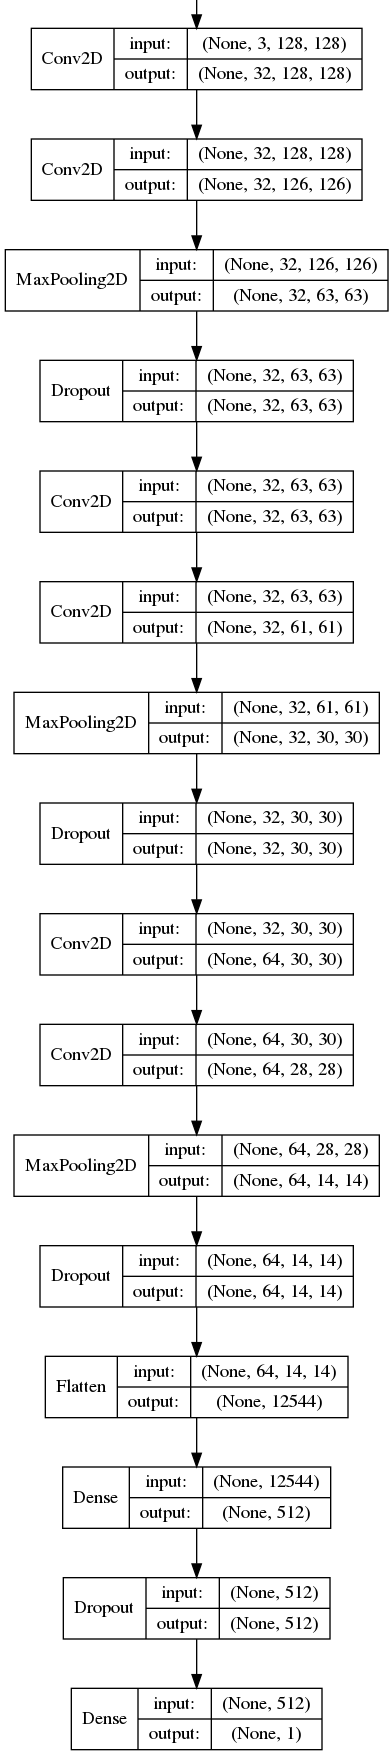 Conv2D input: (None, 3, 128, 128)
output: (None, 32, 128, 128)
Conv2D input: (None, 32, 128, 128)
output: (None, 32, 126, 126)
MaxPooling2D input: (None, 32, 126, 126)
output: (None, 32, 63, 63)
Dropout input: (None, 32, 63, 63)
output: (None, 32, 63, 63)
Conv2D input: (None, 32, 63, 63)
output: (None, 32, 63, 63)
Conv2D input: (None, 32, 63, 63)
output: (None, 32, 61, 61)
MaxPooling2D input: (None, 32, 61, 61)
output: (None, 32, 30, 30)
Dropout input: (None, 32, 30, 30)
output: (None, 32, 30, 30)
Conv2D input: (None, 32, 30, 30)
output: (None, 64, 30, 30)
Conv2D input: (None, 64, 30, 30)
output: (None, 64, 28, 28)
MaxPooling2D input: (None, 64, 28, 28)
output: (None, 64, 14, 14)
Dropout input: (None, 64, 14, 14)
output: (None, 64, 14, 14)
Flatten input: (None, 64, 14, 14)
output: (None, 12544)
Dense input: (None, 12544)
output: (None, 512)
Dropout input: (None, 512)
output: (None, 512)
Dense input: (None, 512)
output: (None, 1)